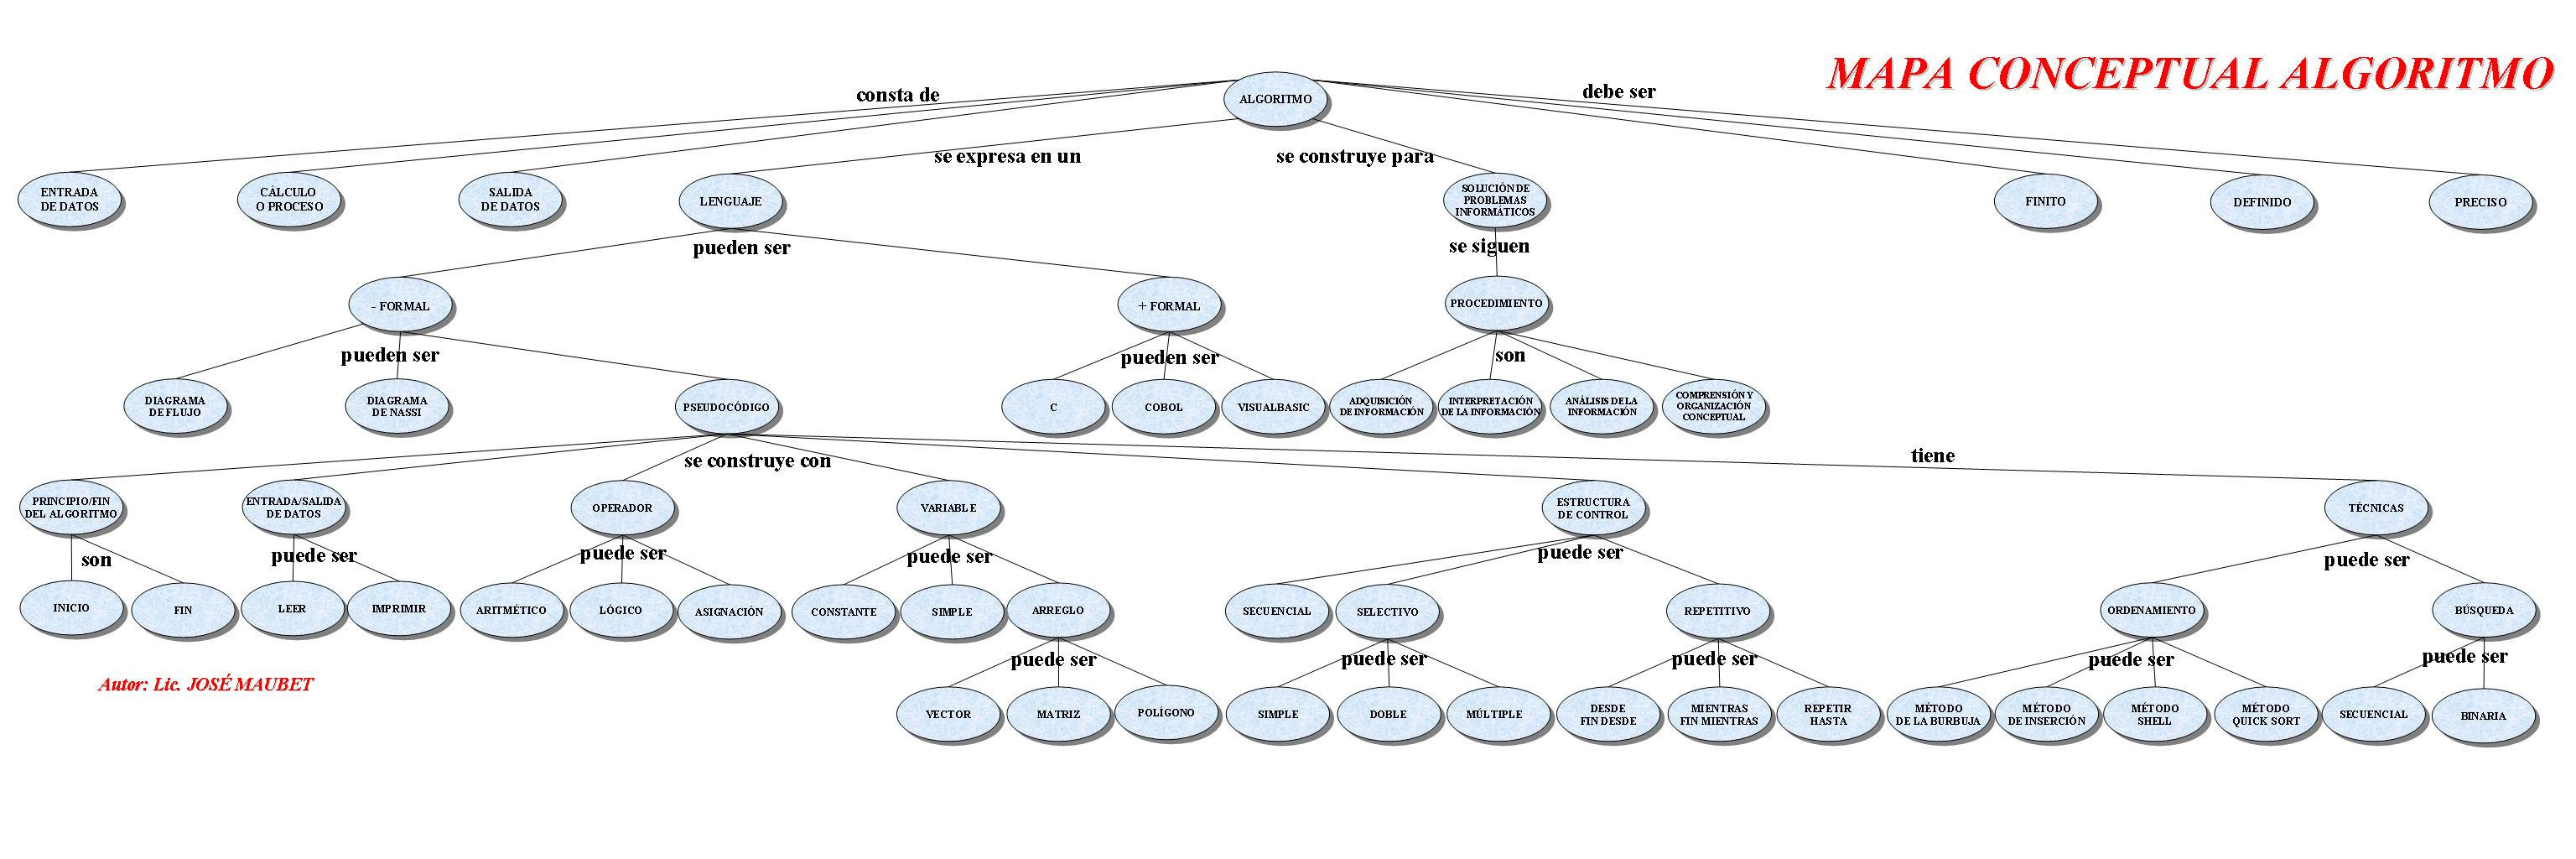 MAPA CONCEPTUAL ALGORITMO
ALGORITMO
consta de
debe ser
se expresa en un
se construye para
ENTRADA
DE DATOS
CÁLCULO
O PROCESO
SALIDA
DE DATOS
LENGUAJE
SOLUCIÓN DE
PROBLEMAS
INFORMÁTICOS
FINITO
DEFINIDO
PRECISO
pueden ser
se siguen
- FORMAL
+ FORMAL
PROCEDIMIENTO
pueden ser
pueden ser
son
DIAGRAMA
DE FLUJO
DIAGRAMA
DE NASSI
PSEUDOCÓDIGO
C
COBOL
VISUALBASIC
ADQUISICIÓN
DE INFORMACIÓN
INTERPRETACIÓN
DE LA INFORMACIÓN
ANÁLISIS DE LA
INFORMACIÓN
COMPRENSIÓN Y
ORGANIZACIÓN
CONCEPTUAL
se construye con
tiene
PRINCIPIO/FIN
DEL ALGORITMO
ENTRADA/SALIDA
DE DATOS
OPERADOR
VARIABLE
ESTRUCTURA
DE CONTROL
TÉCNICAS
son
puede ser
puede ser
puede ser
puede ser
puede ser
INICIO
FIN
LEER
IMPRIMIR
ARITMÉTICO
LÓGICO
ASIGNACIÓN
CONSTANTE
SIMPLE
ARREGLO
SECUENCIAL
SELECTIVO
REPETITIVO
ORDENAMIENTO
BÚSQUEDA
puede ser
puede ser
puede ser
puede ser
puede ser
Autor: Lic. JOSÉ MAUBET
VECTOR
MATRIZ
POLÍGONO
SIMPLE
DOBLE
MÚLTIPLE
DESDE
FIN DESDE
MIENTRAS
FIN MIENTRAS
REPETIR
HASTA
MÉTODO
DE LA BURBUJA
MÉTODO
DE INSERCIÓN
MÉTODO
SHELL
MÉTODO
QUICK SORT
SECUENCIAL
BINARIA